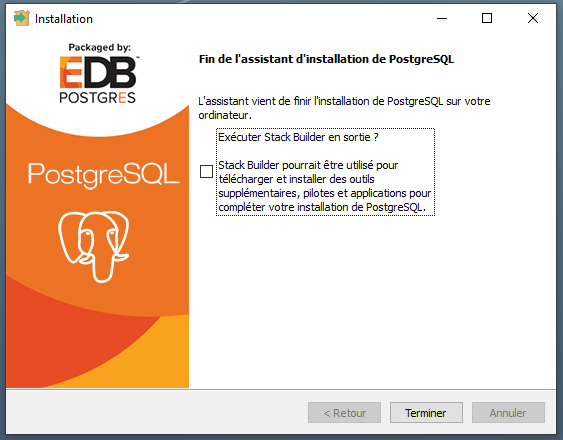 Installation
Packaged by:
EDB
POSTGRES
PostgreSQL
Fin de l'assistant d'installation de PostgreSQL
L'assistant vient de finir l'installation de PostgreSQL sur votre
ordinateur.
Exécuter Stack Builder en sortie ?
Stack Builder pourrait être utilisé pour
télécharger et installer des outils
supplémentaires, pilotes et applications pour
compléter votre installation de PostgreSQL.
< Retour
Terminer
Annuler